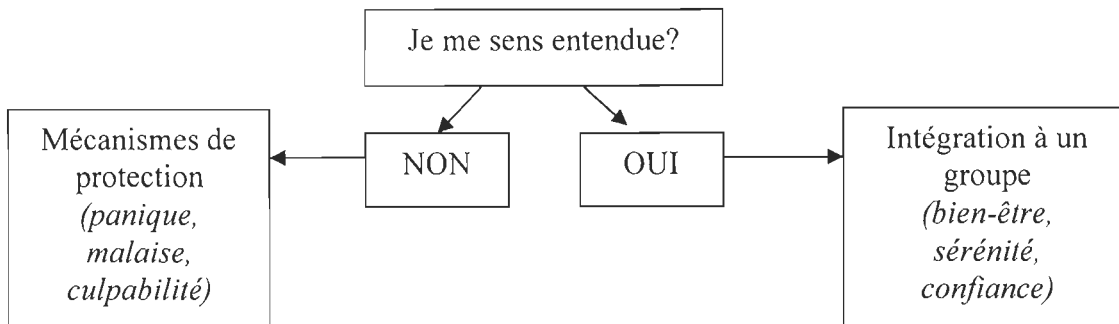 Je me sens entendue?
Mécanismes de
protection
(panique,
malaise,
culpabilité)
NON
OUI
Intégration à un
groupe
(bien-être,
sérénité,
confiance)